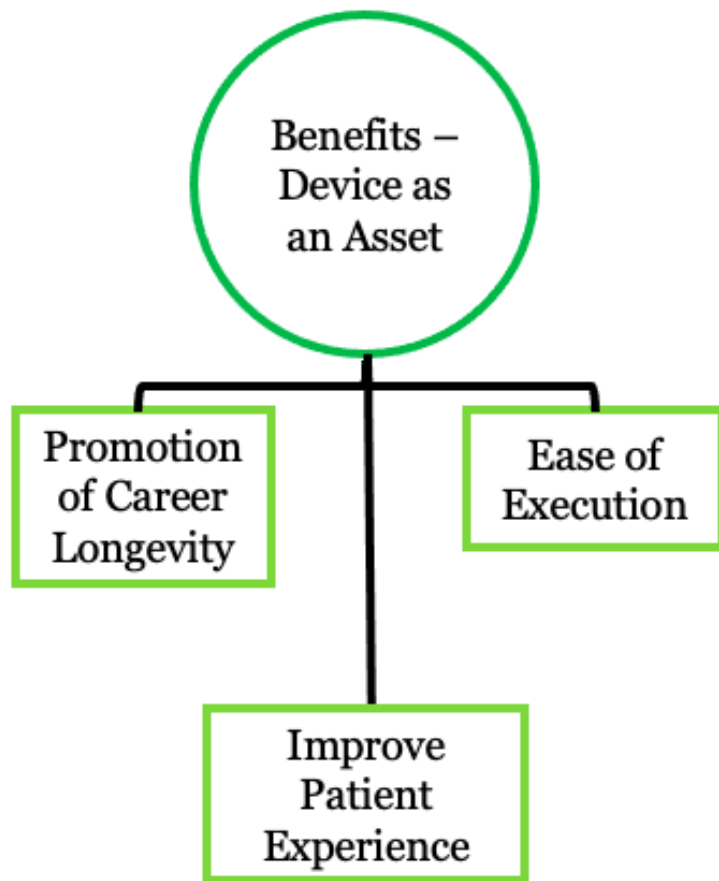 Benefits –
Device as
an Asset
Promotion
of Career
Longevity
Ease of
Execution
Improve
Patient
Experience